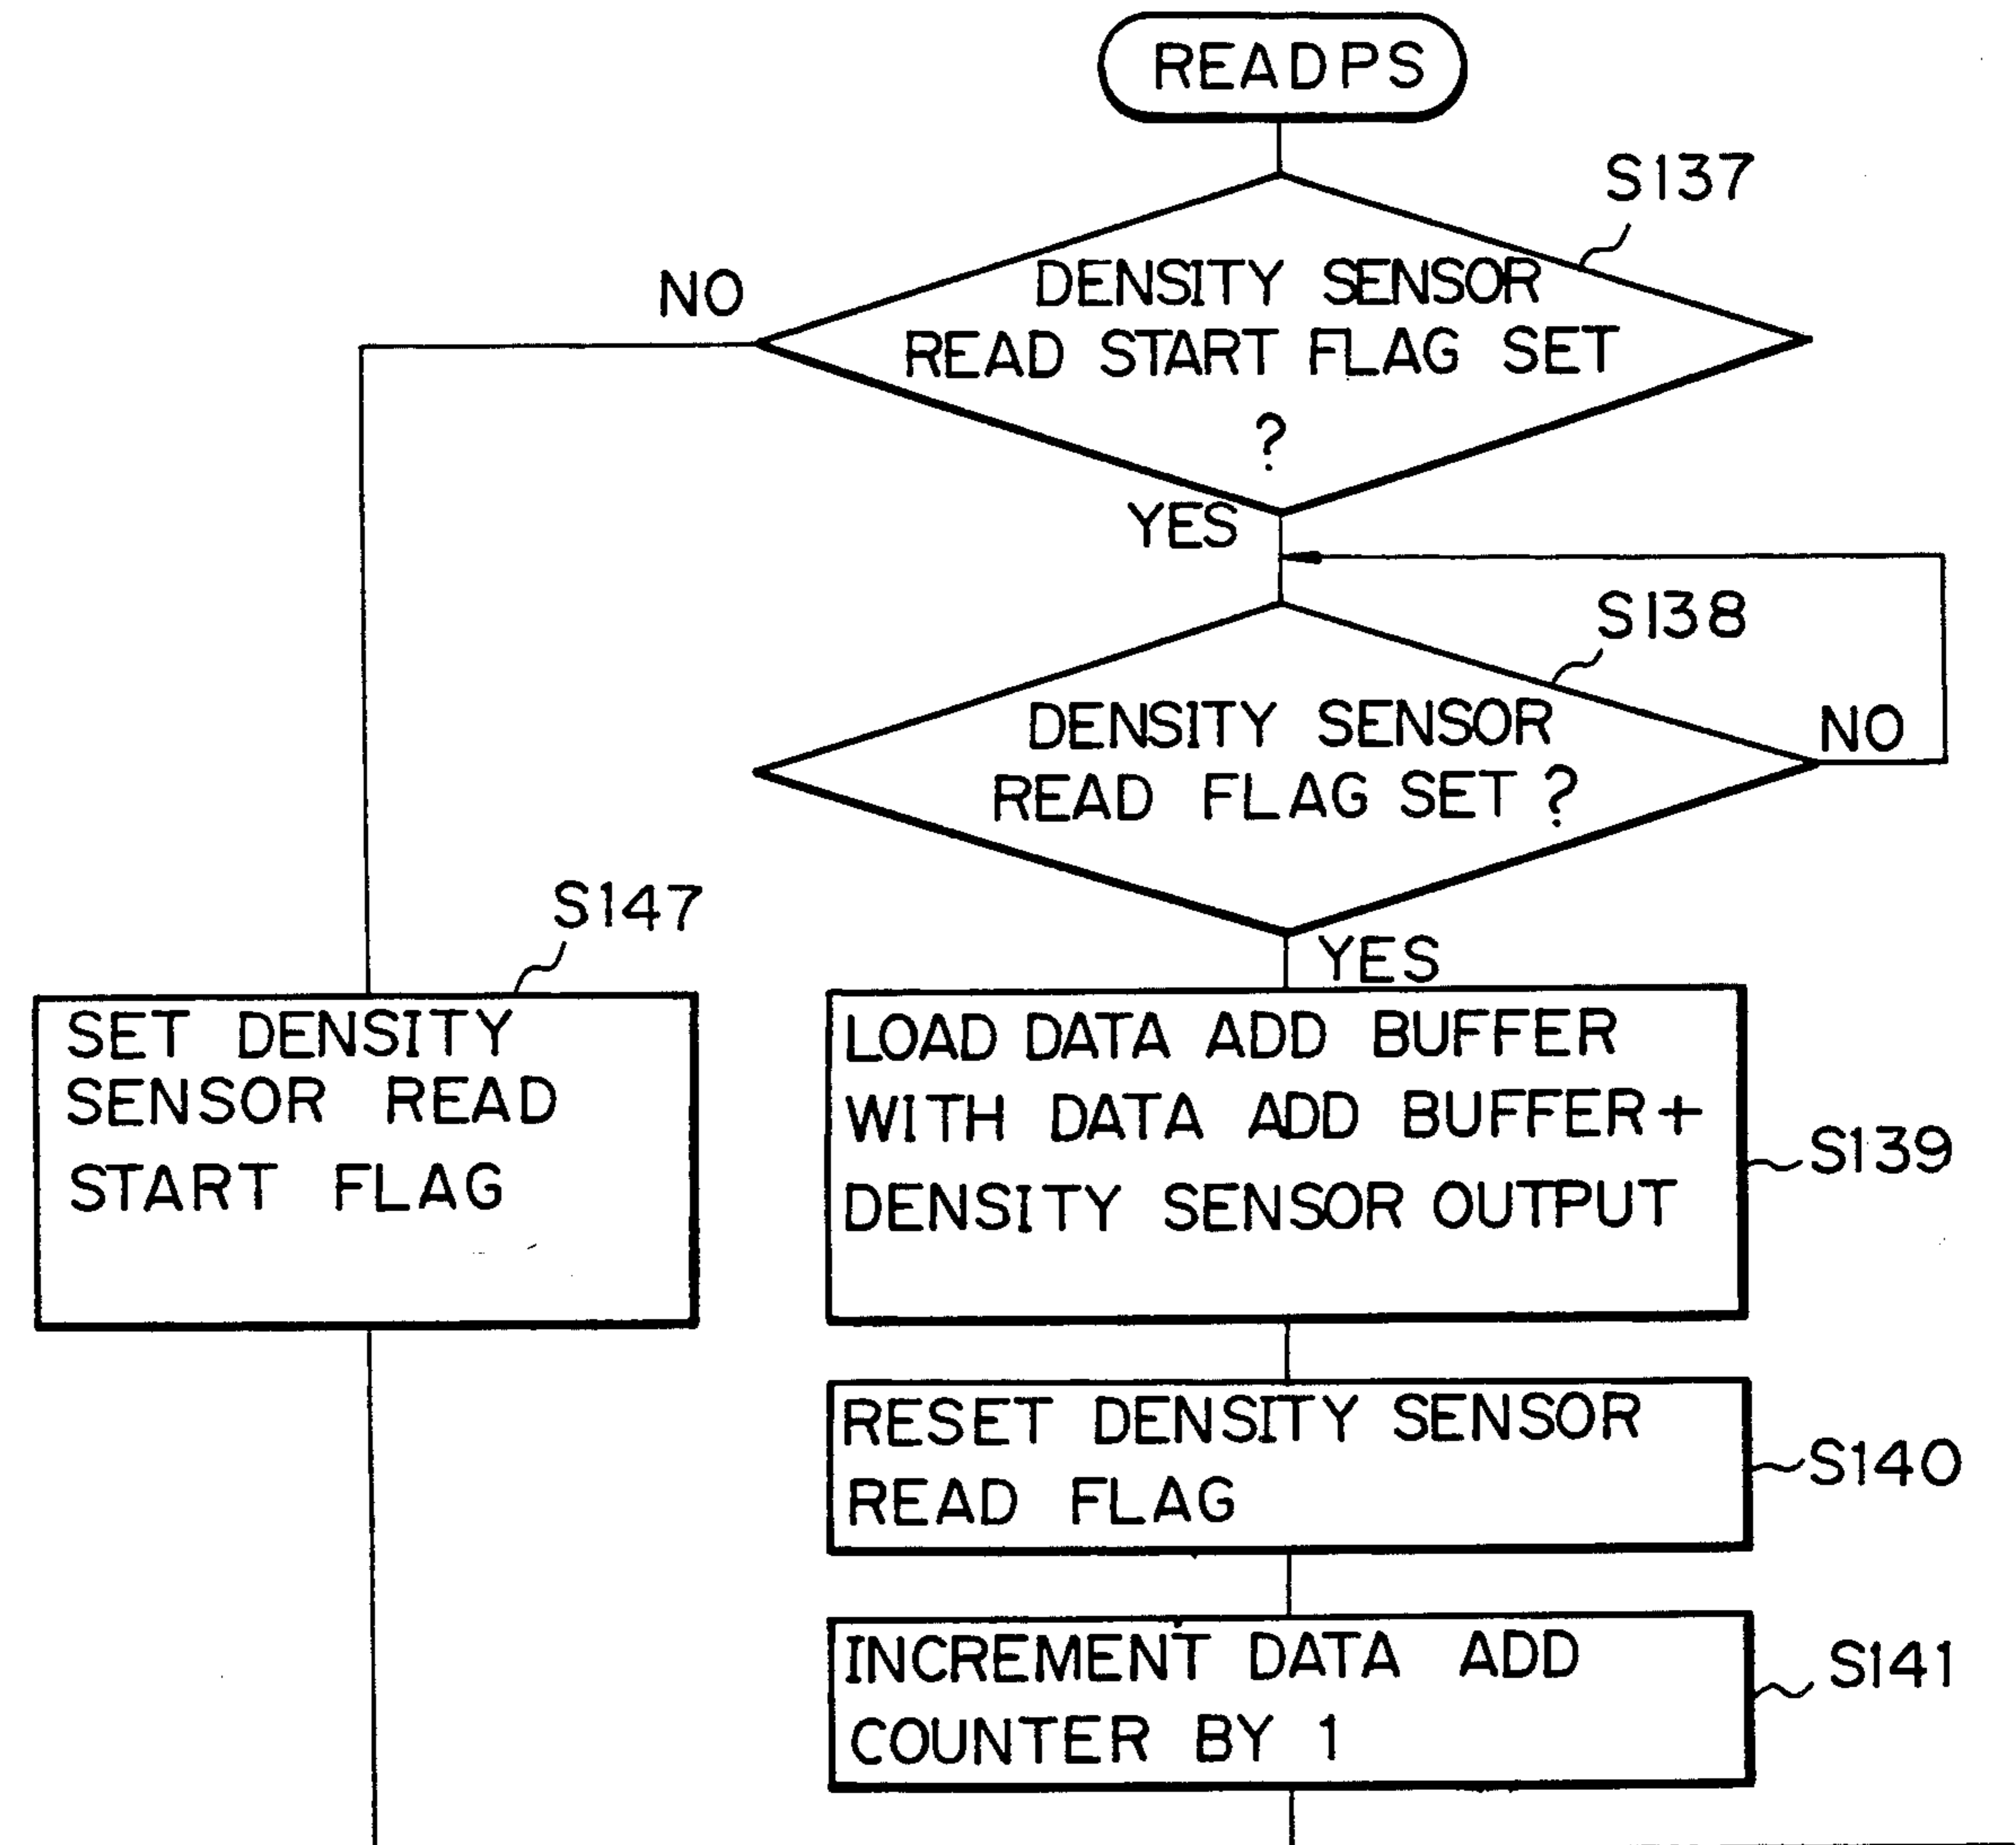 READPS
S137
NO
DENSITY SENSOR
READ START FLAG SET
?
YES
S138
DENSITY SENSOR
READ FLAG SET ?
NO
YES
S147
SET DENSITY
SENSOR READ
START FLAG
LOAD DATA ADD BUFFER
WITH DATA ADD BUFFER+
DENSITY SENSOR OUTPUT
S139
RESET DENSITY SENSOR
READ FLAG
S140
INCREMENT DATA ADD
COUNTER BY 1
S141